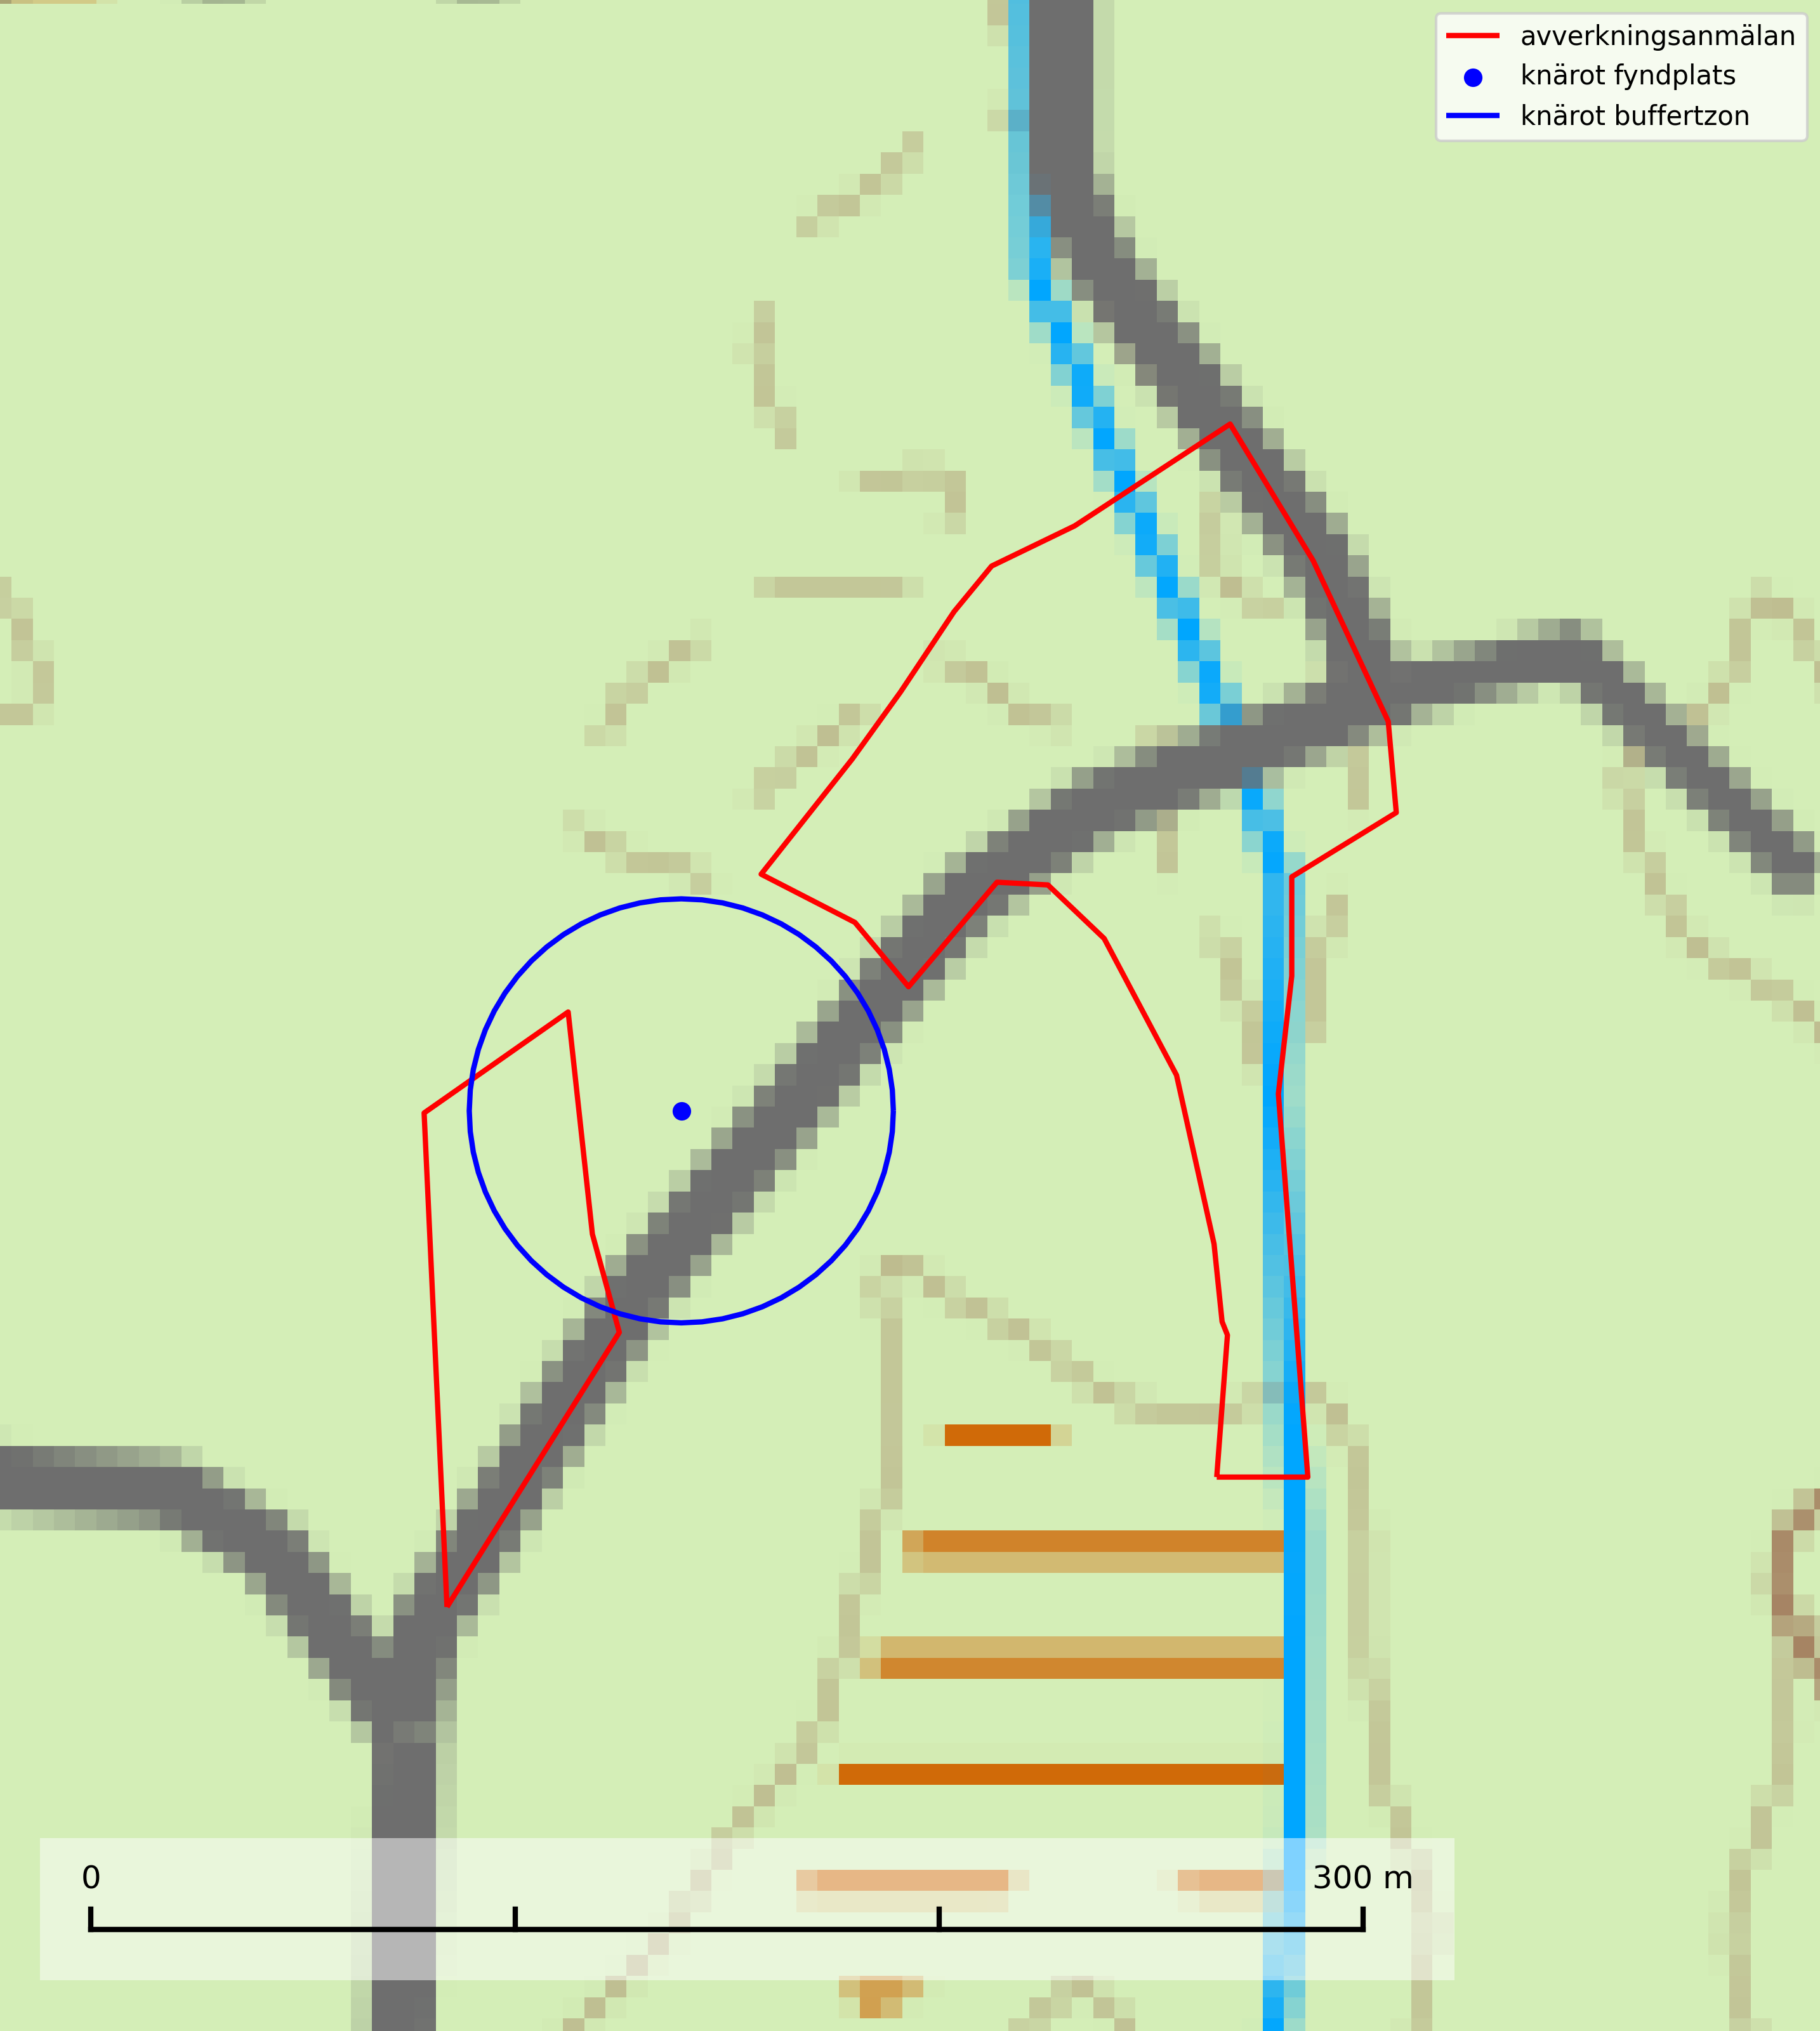 avverkningsanmälan
knärot fyndplats
knärot buffertzon
0
300 m